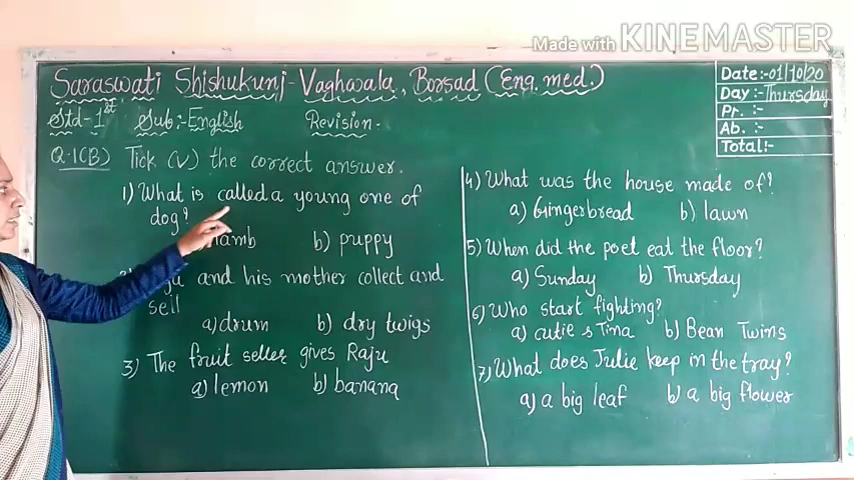 Made with KINEMASTER
Saraswati Shishukunj-Vaghwala, Borsad (Eng. med.)
Date:-01/10/20
Day:-Thursday
Pr. :-
Ab. :-
Total:-
Std-1st Sub:-English Revision-
Q-1(B) Tick (√) the correct answer.
1) What is called a young one of
dog?
lamb b) puppy
and his mother collect and
sell
a) drum b) dry twigs
3) The fruit seller gives Raju
a) lemon b) banana
4) What was the house made of?
a) Gingerbread b) lawn
5) When did the poet eat the floor?
a) Sunday b) Thursday
6) Who start fighting?
a) cutie & Tina b) Bean Twins
7) What does Julie keep in the tray?
a) a big leaf b) a big flower